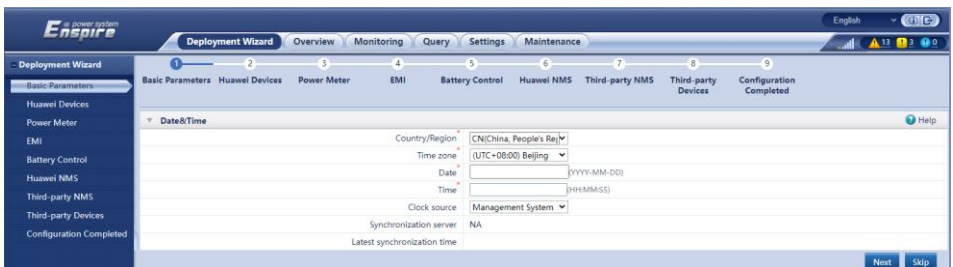 Enspire
e power system
English
Deployment Wizard Overview Monitoring Query Settings Maintenance
13 3 0
Deployment Wizard
Basic Parameters
Huawei Devices
Power Meter
EMI
Battery Control
Huawei NMS
Third-party NMS
Third-party Devices
Configuration Completed
1 2 3 4 5 6 7 8 9
Basic Parameters Huawei Devices Power Meter EMI Battery Control Huawei NMS Third-party NMS Third-party Devices Configuration Completed
Date&Time
Help
Country/Region * CN(China, People's Rep
Time zone * (UTC+08:00) Beijing
Date * (YYYY-MM-DD)
Time * (HH:MM:SS)
Clock source Management System
Synchronization server NA
Latest synchronization time
Next Skip